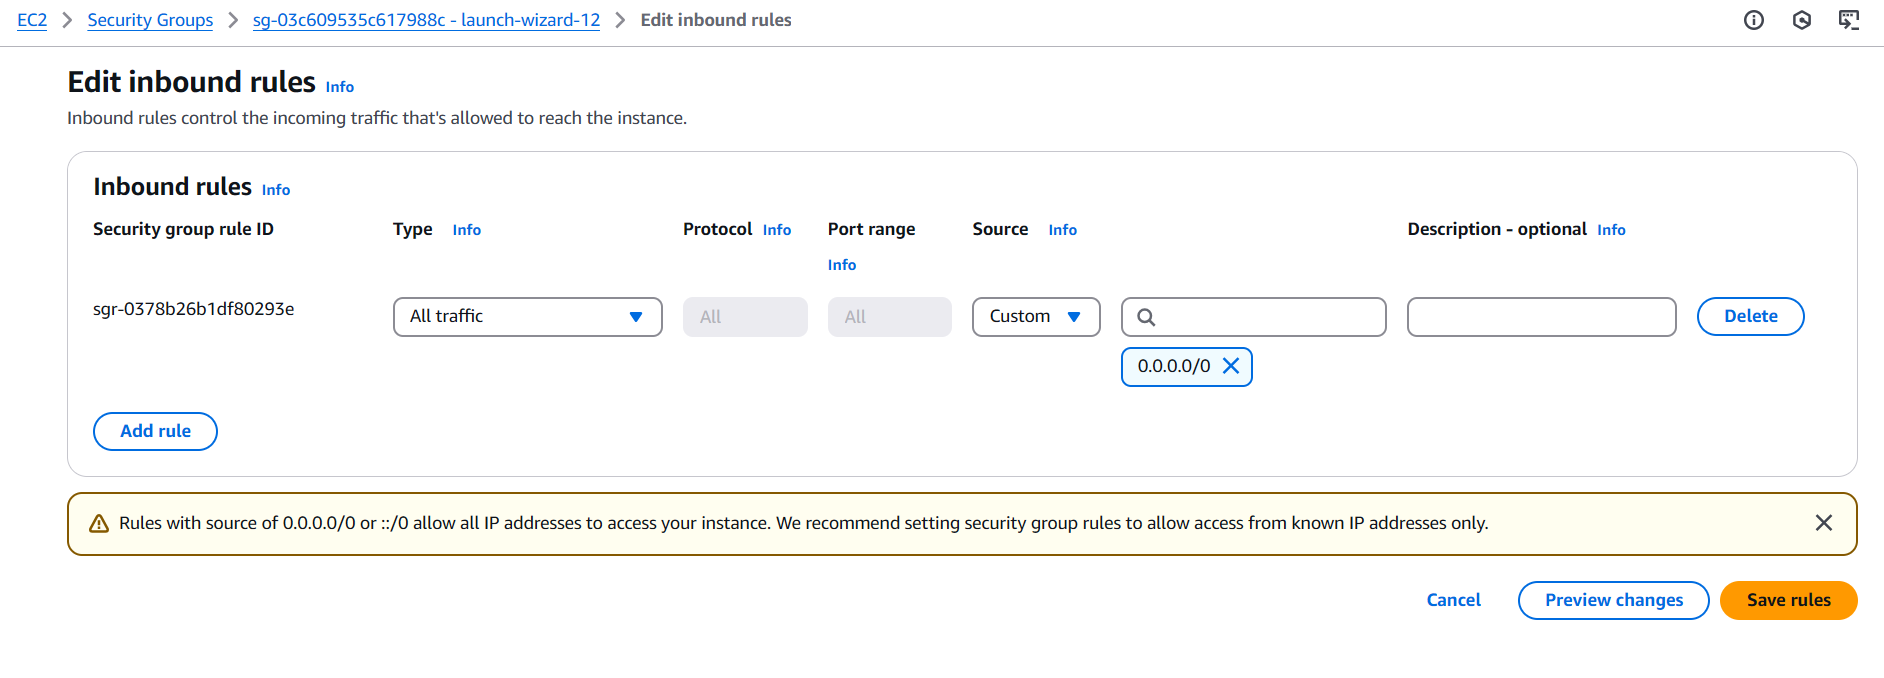 EC2 > Security Groups > sg-03c609535c617988c - launch-wizard-12 > Edit inbound rules
Edit inbound rules Info
Inbound rules control the incoming traffic that's allowed to reach the instance.
Inbound rules Info
Security group rule ID Type Info Protocol Info Port range Source Info Description - optional Info
Info
sgr-0378b26b1df80293e All traffic All All Custom Delete
0.0.0.0/0
Add rule
Rules with source of 0.0.0.0/0 or ::/0 allow all IP addresses to access your instance. We recommend setting security group rules to allow access from known IP addresses only.
Cancel Preview changes Save rules